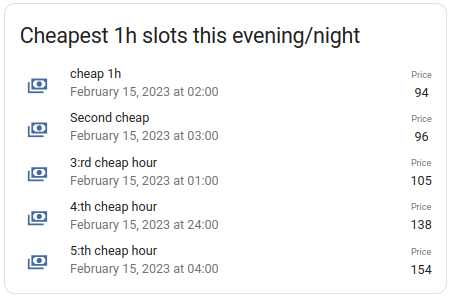 Cheapest 1h slots this evening/night
cheap 1h
Price
February 15, 2023 at 02:00
94
Second cheap
Price
February 15, 2023 at 03:00
96
3:rd cheap hour
Price
February 15, 2023 at 01:00
105
4:th cheap hour
Price
February 15, 2023 at 24:00
138
5:th cheap hour
Price
February 15, 2023 at 04:00
154